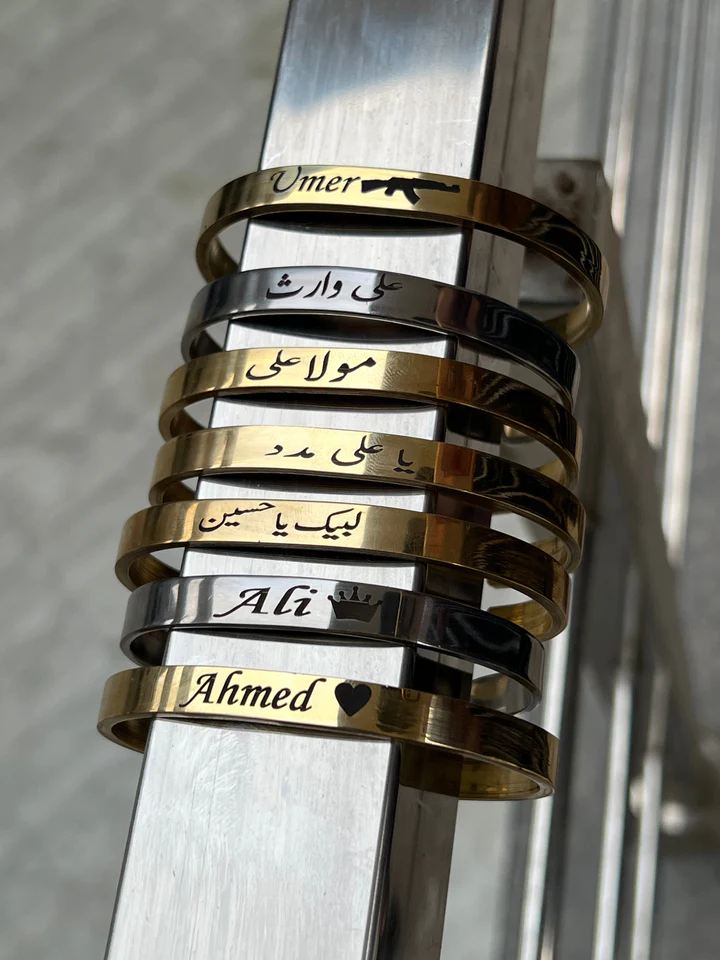 Umer
علی وارث
مولا علی
یا علی مدد
لبیک یا حسین
Ali
Ahmed